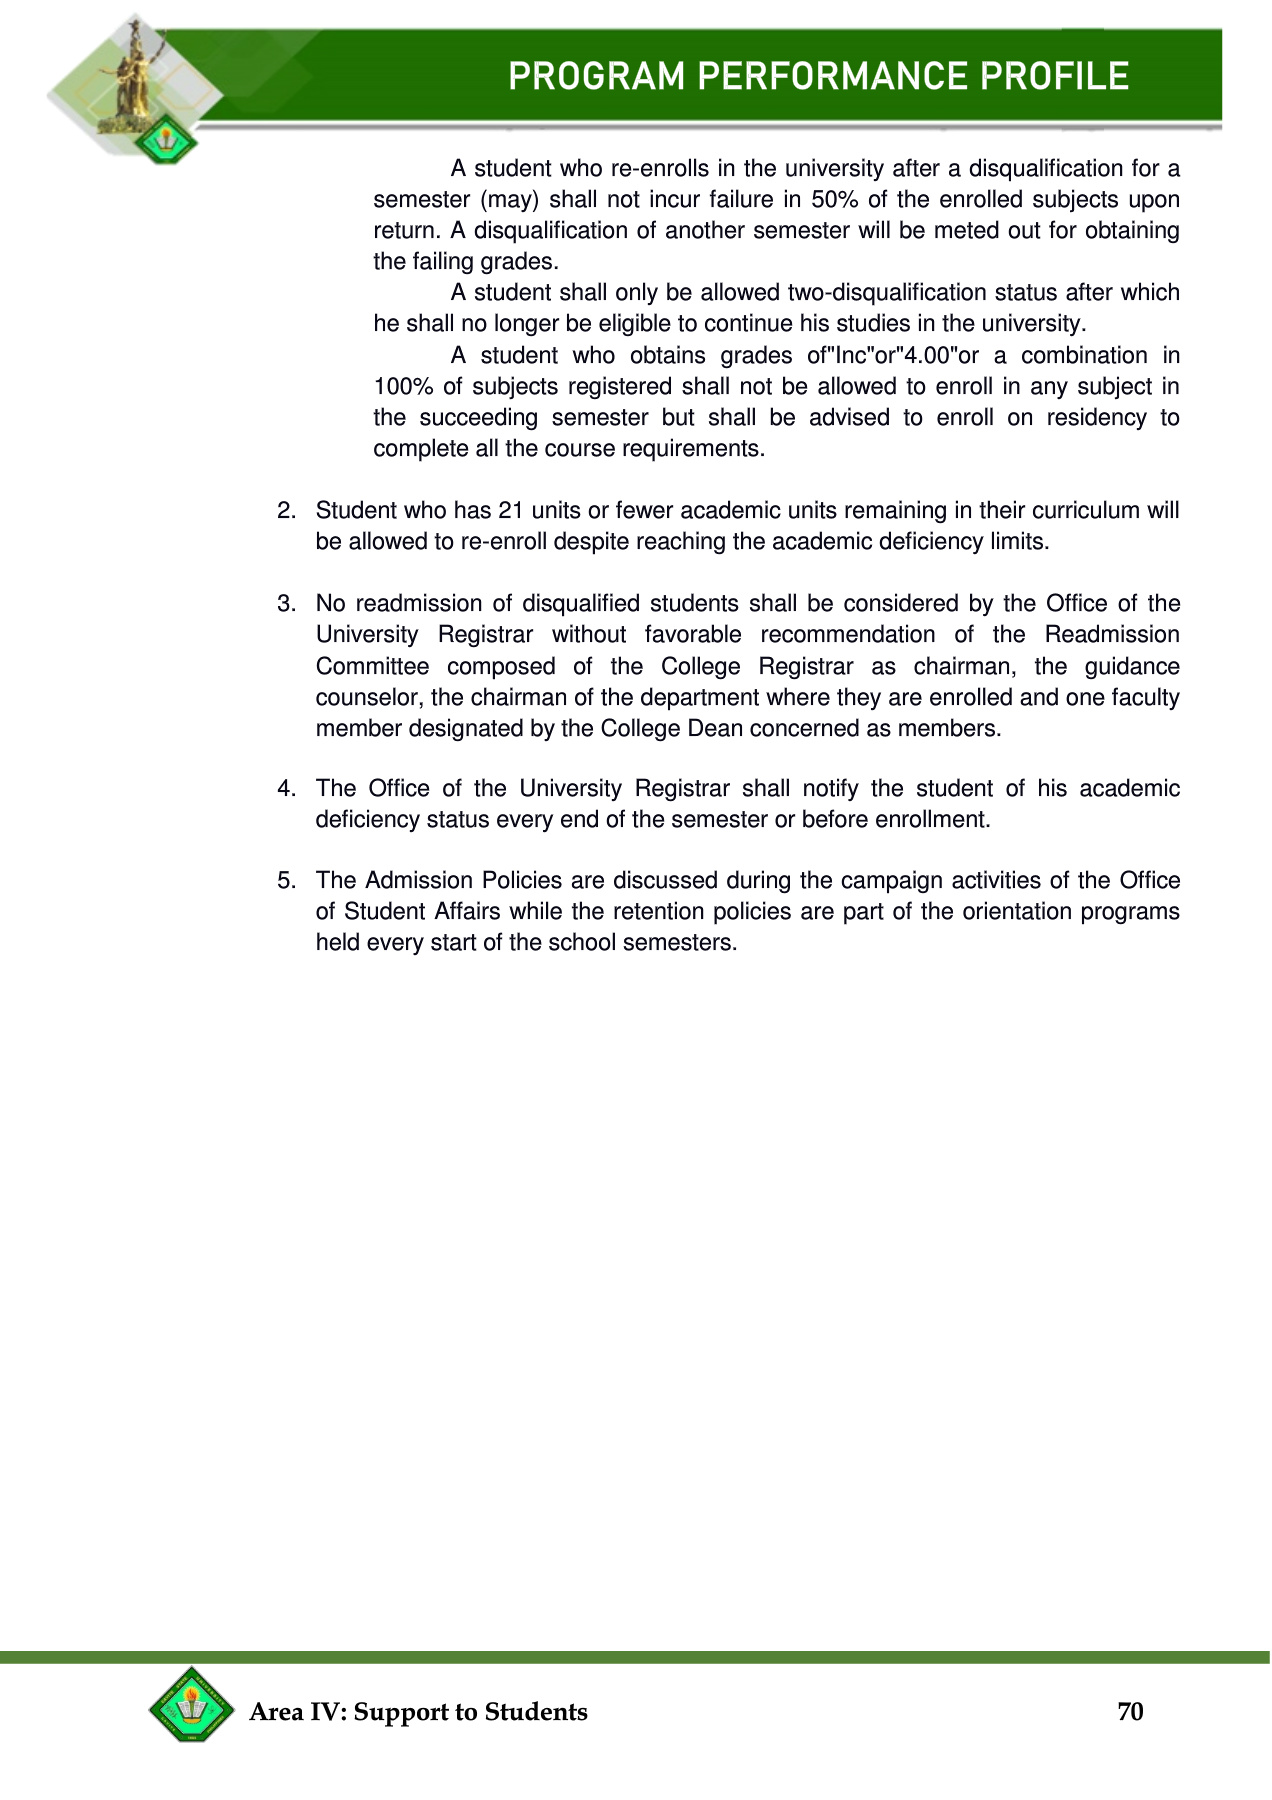 PROGRAM PERFORMANCE PROFILE
A student who re-enrolls in the university after a disqualification for a
semester (may) shall not incur failure in 50% of the enrolled subjects upon
return. A disqualification of another semester will be meted out for obtaining
the failing grades.
A student shall only be allowed two-disqualification status after which
he shall no longer be eligible to continue his studies in the university.
A student who obtains grades of"Inc"or"4.00"or a combination in
100% of subjects registered shall not be allowed to enroll in any subject in
the succeeding semester but shall be advised to enroll on residency to
complete all the course requirements.
2. Student who has 21 units or fewer academic units remaining in their curriculum will
be allowed to re-enroll despite reaching the academic deficiency limits.
3. No readmission of disqualified students shall be considered by the Office of the
University Registrar without favorable recommendation of the Readmission
Committee composed of the College Registrar as chairman, the guidance
counselor, the chairman of the department where they are enrolled and one faculty
member designated by the College Dean concerned as members.
4. The Office of the University Registrar shall notify the student of his academic
deficiency status every end of the semester or before enrollment.
5. The Admission Policies are discussed during the campaign activities of the Office
of Student Affairs while the retention policies are part of the orientation programs
held every start of the school semesters.
Area IV: Support to Students 70